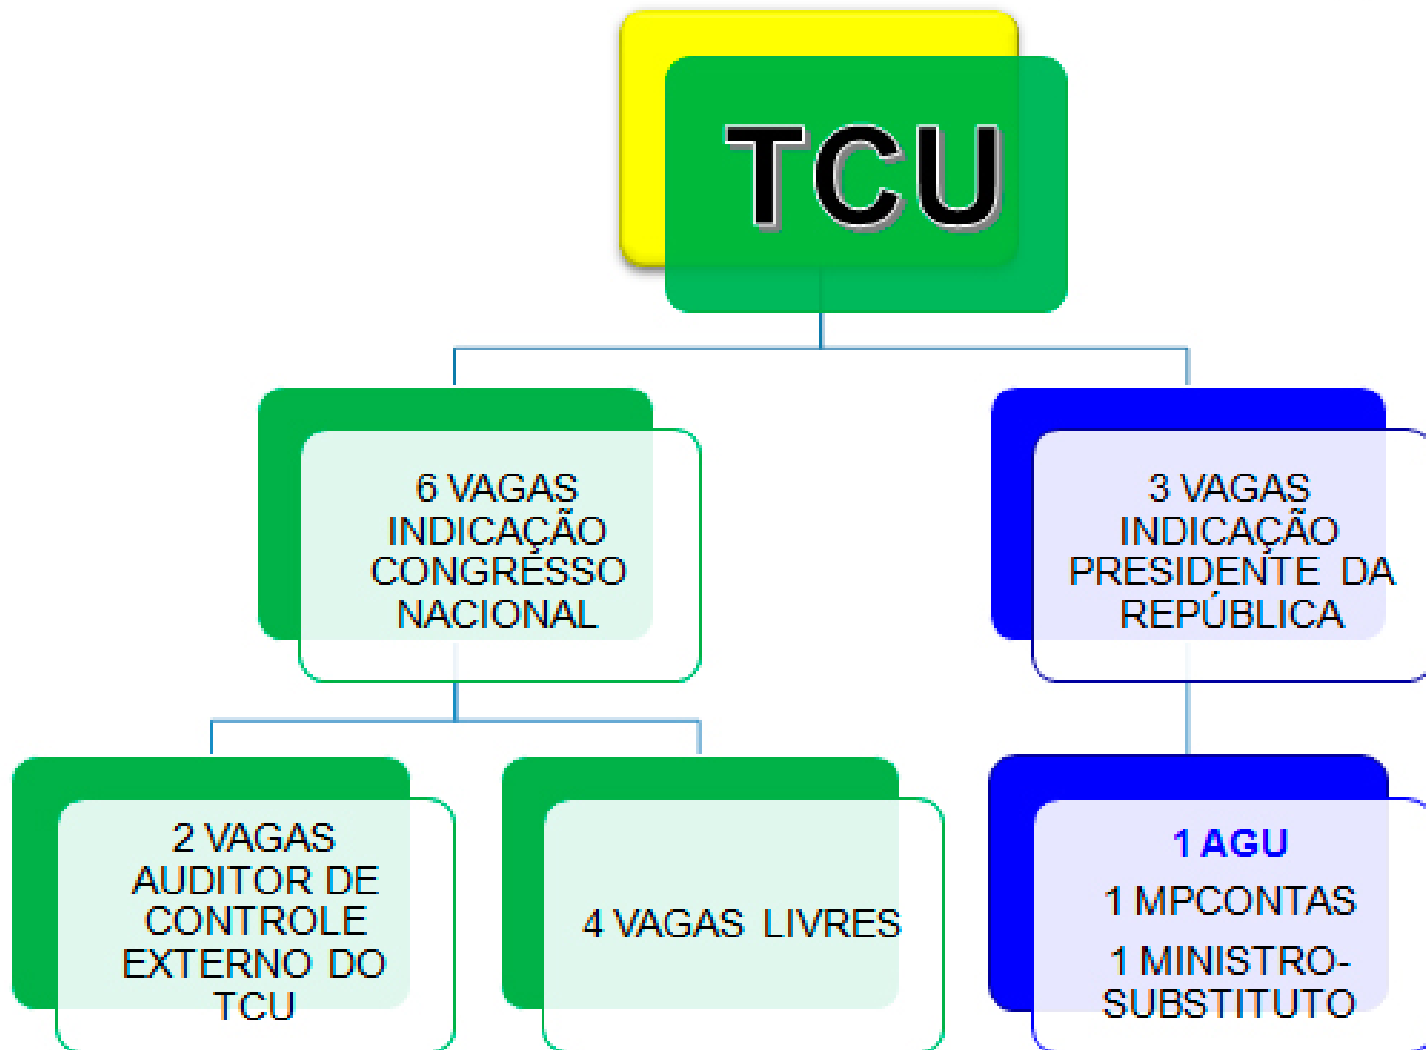 TCU
6 VAGAS
INDICAÇÃO
CONGRESSO
NACIONAL
3 VAGAS
INDICAÇÃO
PRESIDENTE DA
REPÚBLICA
2 VAGAS
AUDITOR DE
CONTROLE
EXTERNO DO
TCU
4 VAGAS LIVRES
1 AGU
1 MPCONTAS
1 MINISTRO-
SUBSTITUTO